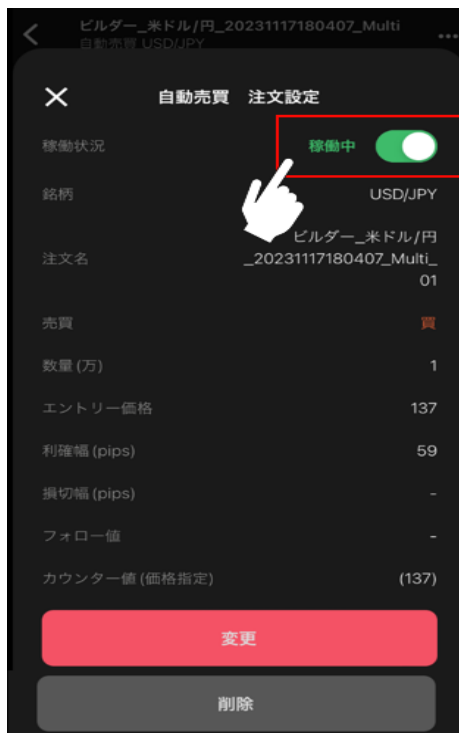 ビルダー_米ドル/円_20231117180407_Multi
自動売買 USD/JPY
自動売買 注文設定
稼働状況 稼働中
銘柄 USD/JPY
注文名 ビルダー_米ドル/円
_20231117180407_Multi_
01
売買 買
数量(万) 1
エントリー価格 137
利確幅(pips) 59
損切幅(pips) -
フォロー値 -
カウンター値(価格指定) (137)
変更
削除